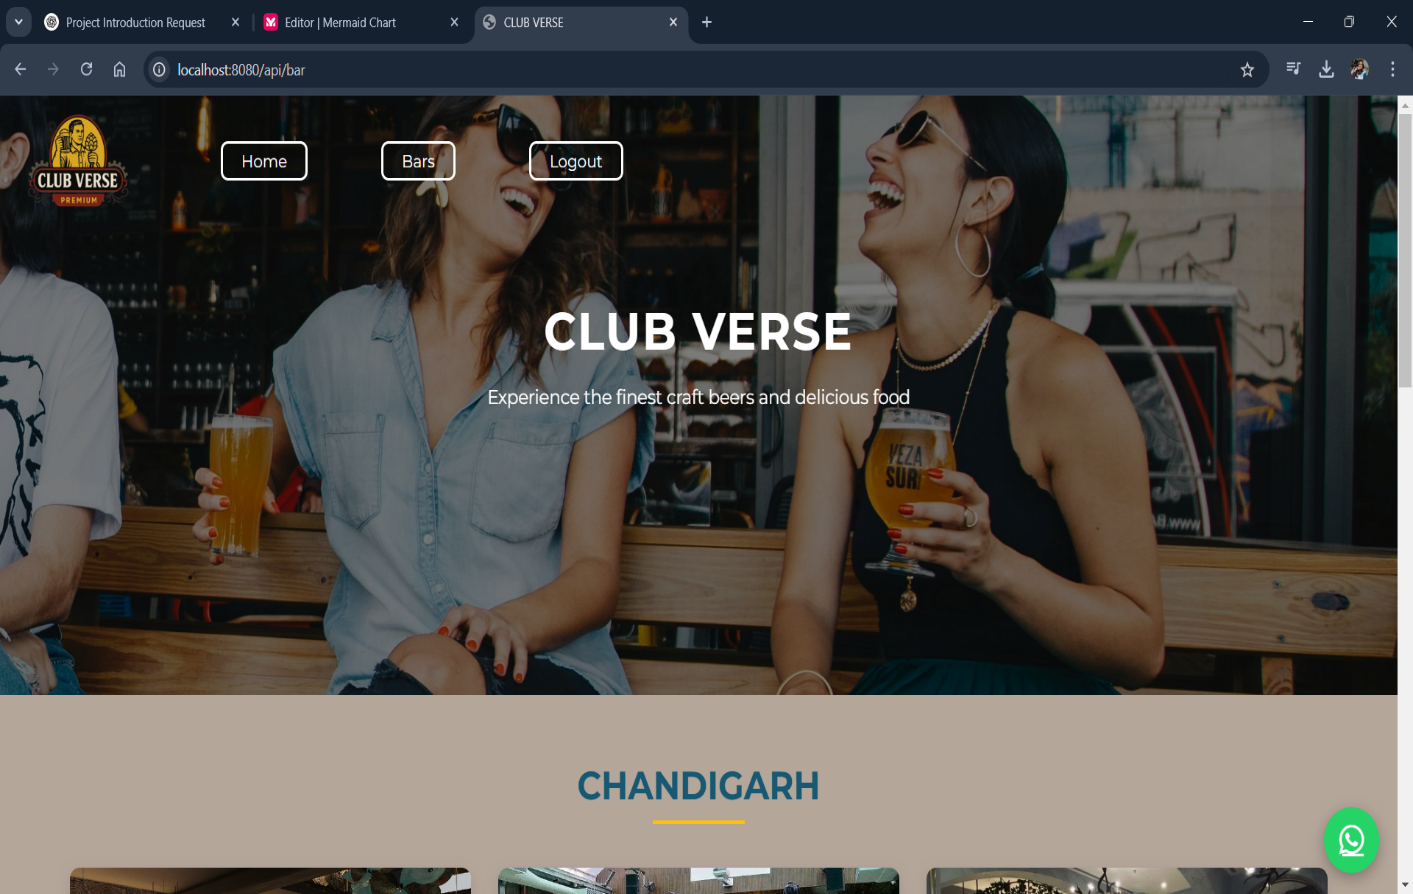 Project Introduction Request
Editor | Mermaid Chart
CLUB VERSE
localhost:8080/api/bar
CLUB VERSE
PREMIUM
Home
Bars
Logout
CLUB VERSE
Experience the finest craft beers and delicious food
VEZA
SUR
www.B
CHANDIGARH